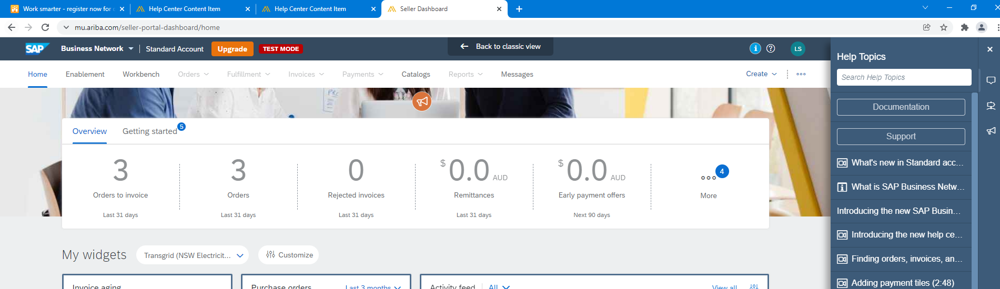 Work smarter - register now for
Help Center Content Item
Help Center Content Item
Seller Dashboard
mu.ariba.com/seller-portal-dashboard/home
SAP
Business Network
Standard Account
Upgrade
TEST MODE
Back to classic view
LS
Home
Enablement
Workbench
Orders
Fulfillment
Invoices
Payments
Catalogs
Reports
Messages
Create
Overview
Getting started
5
3
Orders to invoice
Last 31 days
3
Orders
Last 31 days
0
Rejected invoices
Last 31 days
$ 0.0 AUD
Remittances
Last 31 days
$ 0.0 AUD
Early payment offers
Next 90 days
4
More
My widgets
Transgrid (NSW Electricit...
Customize
Invoice aging
Purchase orders
Last 3 months
Activity feed
All
View all
Help Topics
Search Help Topics
Documentation
Support
What's new in Standard acc...
What is SAP Business Netw...
Introducing the new SAP Busin...
Introducing the new help ce...
Finding orders, invoices, an...
Adding payment tiles (2:48)